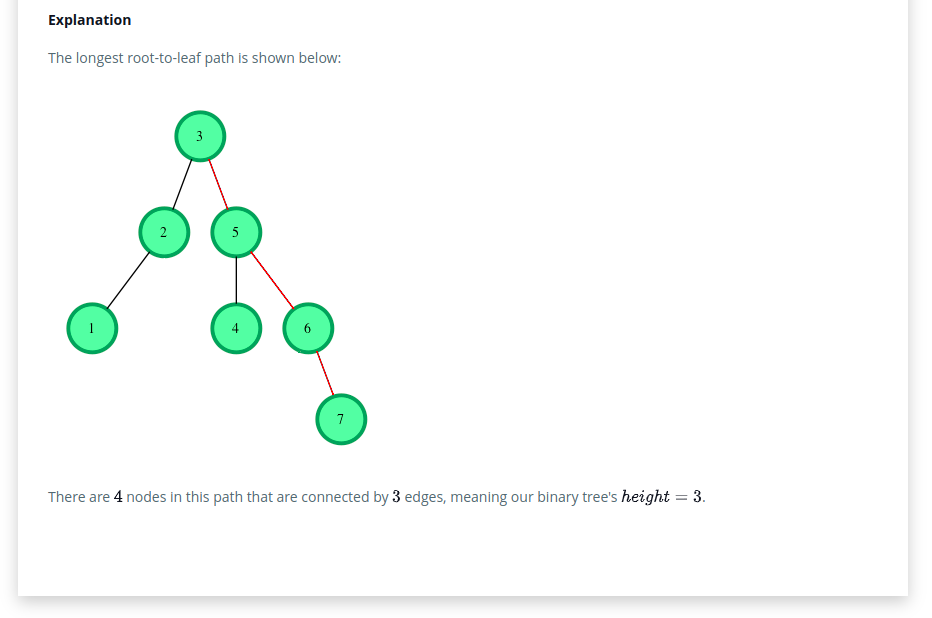 Explanation
The longest root-to-leaf path is shown below:
3
2 5
1 4 6
7
There are 4 nodes in this path that are connected by 3 edges, meaning our binary tree's height = 3.